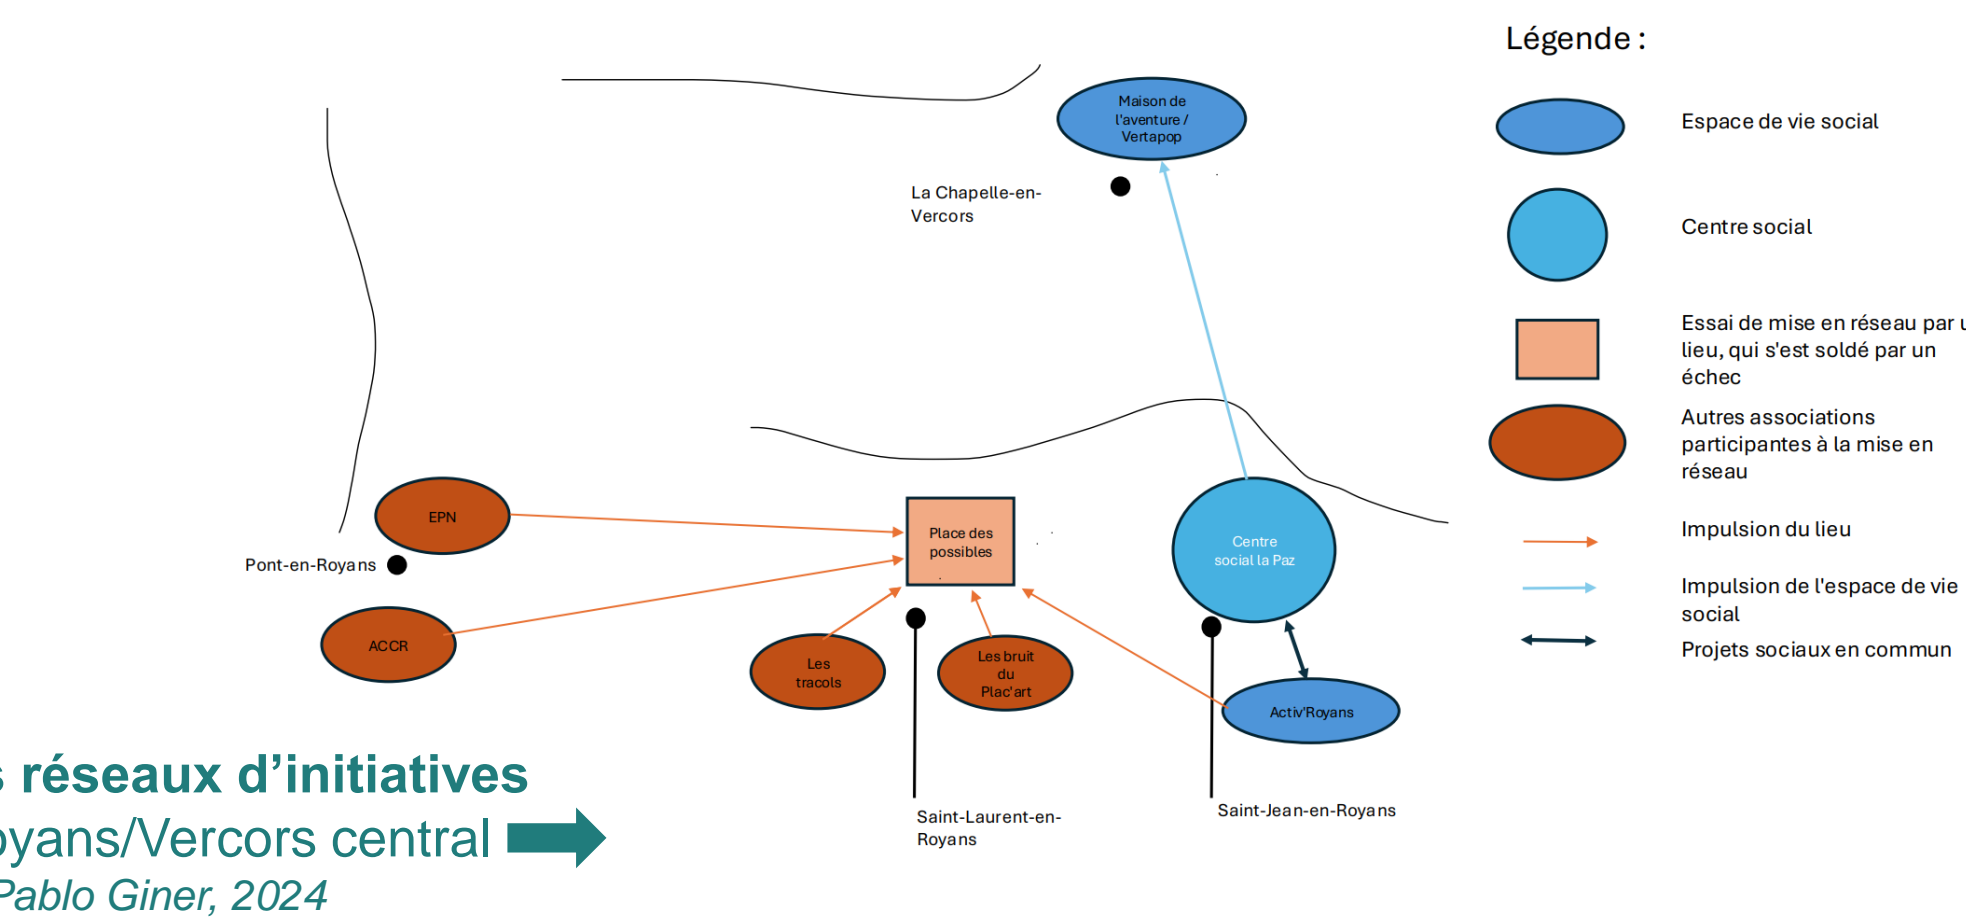 Légende :
Maison de
l'aventure /
Vertapop
Espace de vie social
La Chapelle-en-
Vercors
Centre social
Essai de mise en réseau par
lieu, qui s'est soldé par un
échec
Autres associations
participantes à la mise en
réseau
EPN
Place des
possibles
Centre
social la Paz
Impulsion du lieu
Pont-en-Royans
Impulsion de l'espace de vie
social
ACCR
Les
tracols
Les bruit
du
Plac'art
Projets sociaux en commun
Activ'Royans
réseaux d'initiatives
Saint-Laurent-en-
Royans
Saint-Jean-en-Royans
oyans/Vercors central
Pablo Giner, 2024